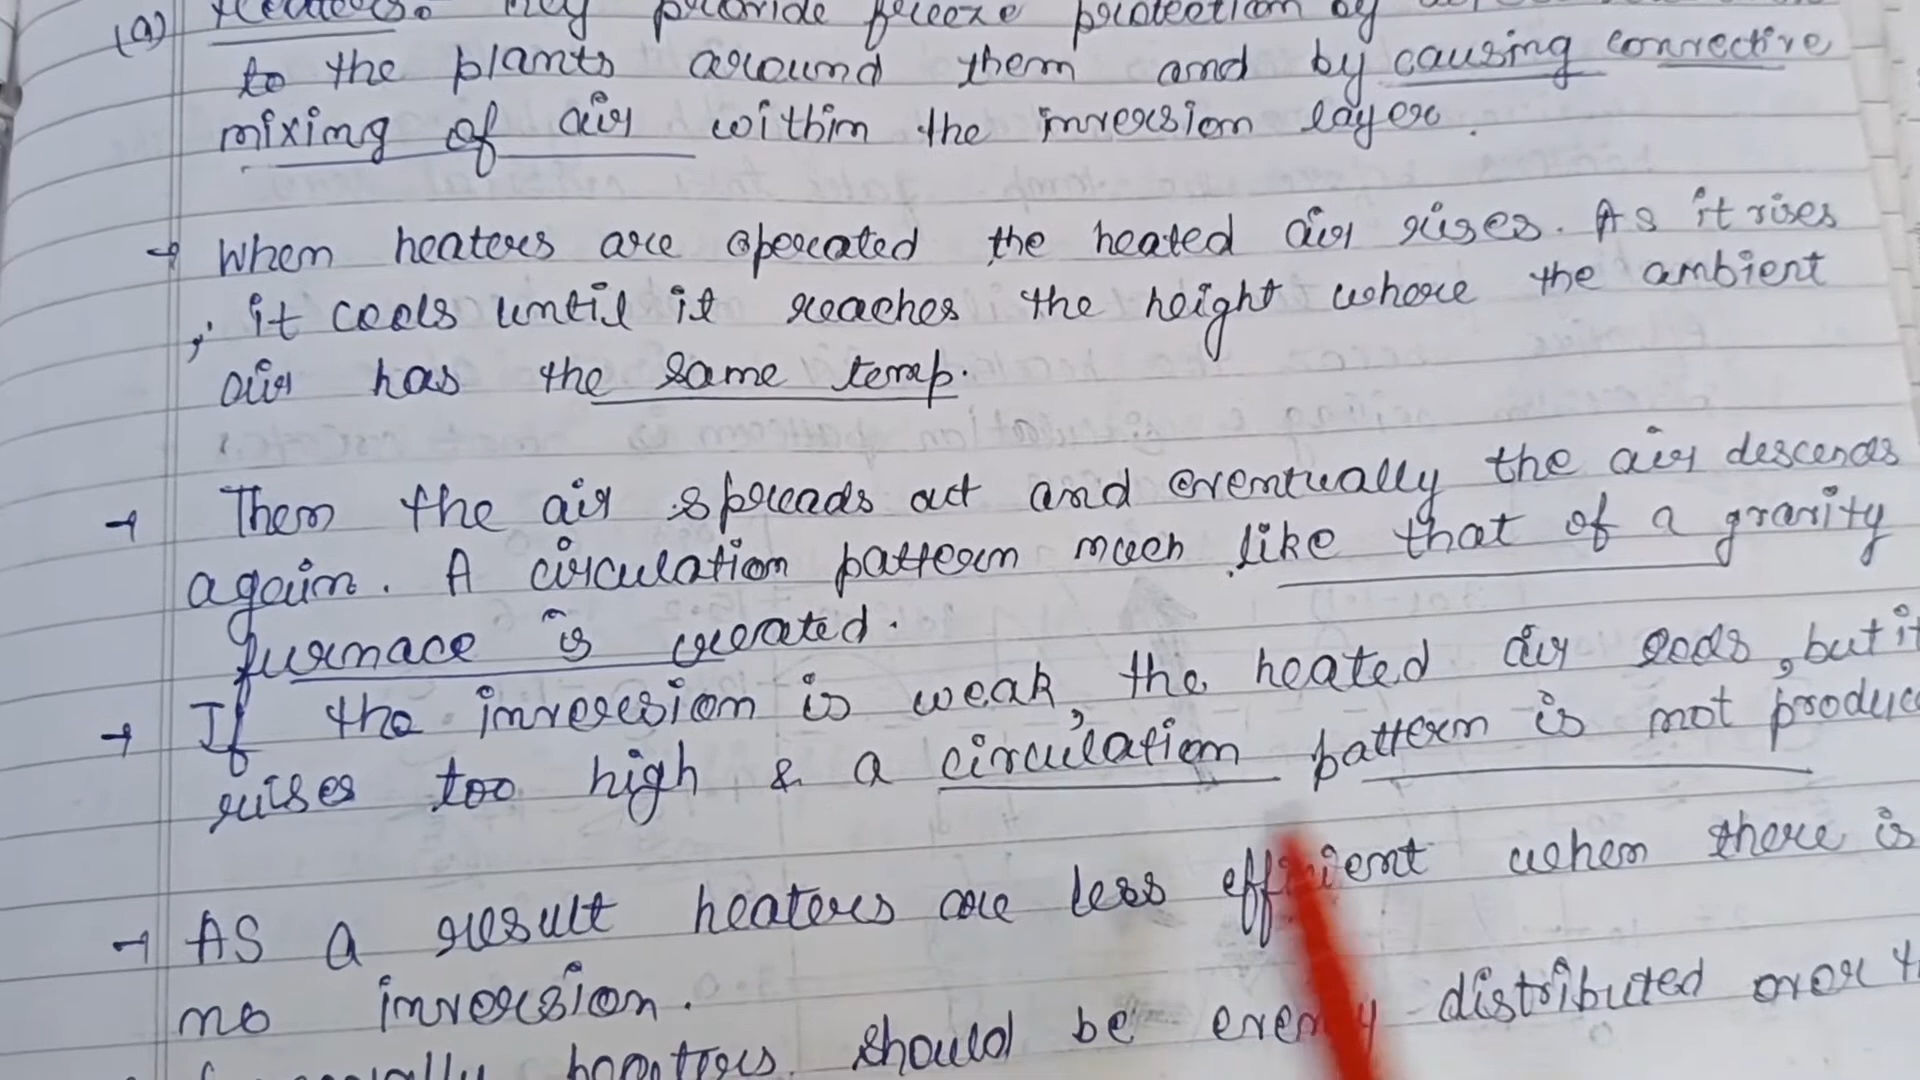 (a) Heaters: may provide freeze protection by
to the plants around them and by causing convective
mixing of air within the inversion layer.
→ When heaters are operated the heated air rises. As it rises
, it cools until it reaches the height where the ambient
air has the same temp.
→ Then the air spreads out and eventually the air descends
again. A circulation pattern much like that of a gravity
furnace is created.
→ If the inversion is weak, the heated air cools, but it
rises too high & a circulation pattern is not produc
→ AS a result heaters are less efficient when there is
no inversion.
heaters should be evenly distributed over